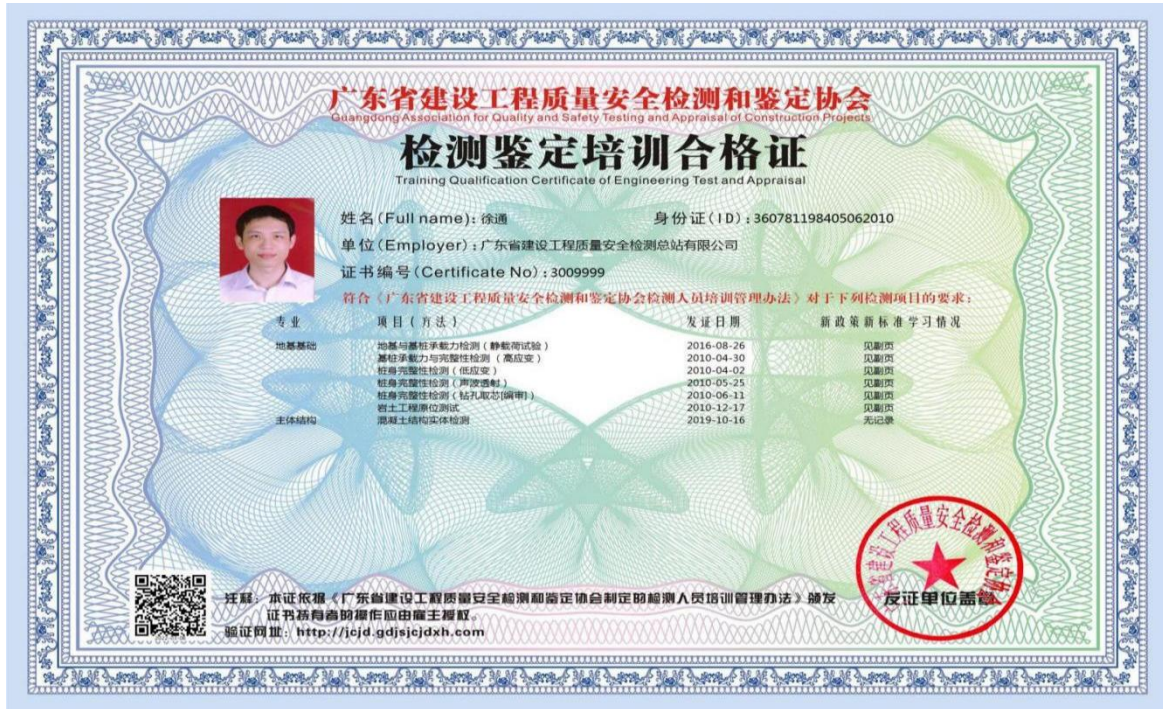 广东省建设工程质量安全检测和鉴定协会
Guangdong Association for Quality and Safety Testing and Appraisal of Construction Projects
检测鉴定培训合格证
Training Qualification Certificate of Engineering Test and Appraisal
姓名(Full name): 徐通 身份证(ID): 360781198405062010
单位(Employer): 广东省建设工程质量安全检测总站有限公司
证书编号(Certificate No): 3009999
符合《广东省建设工程质量安全检测和鉴定协会检测人员培训管理办法》对于下列检测项目的要求:
专业 项目(方法) 发证日期 新政策新标准学习情况
地基基础 地基与基桩承载力检测(静载荷试验) 2016-08-26 见副页
基桩承载力与完整性检测(高应变) 2010-04-30 见副页
桩身完整性检测(低应变) 2010-04-02 见副页
桩身完整性检测(声波透射) 2010-05-25 见副页
桩身完整性检测(钻孔取芯[编审]) 2010-06-11 见副页
岩土工程原位测试 2010-12-17 见副页
主体结构 混凝土结构实体检测 2019-10-16 无记录
广东省建设工程质量安全检测和鉴定协会
发证单位盖章
注释: 本证依据《广东省建设工程质量安全检测和鉴定协会制定的检测人员培训管理办法》颁发
证书持有者的操作应由雇主授权。
验证网址: http://jcjd.gdjsjcjdxh.com